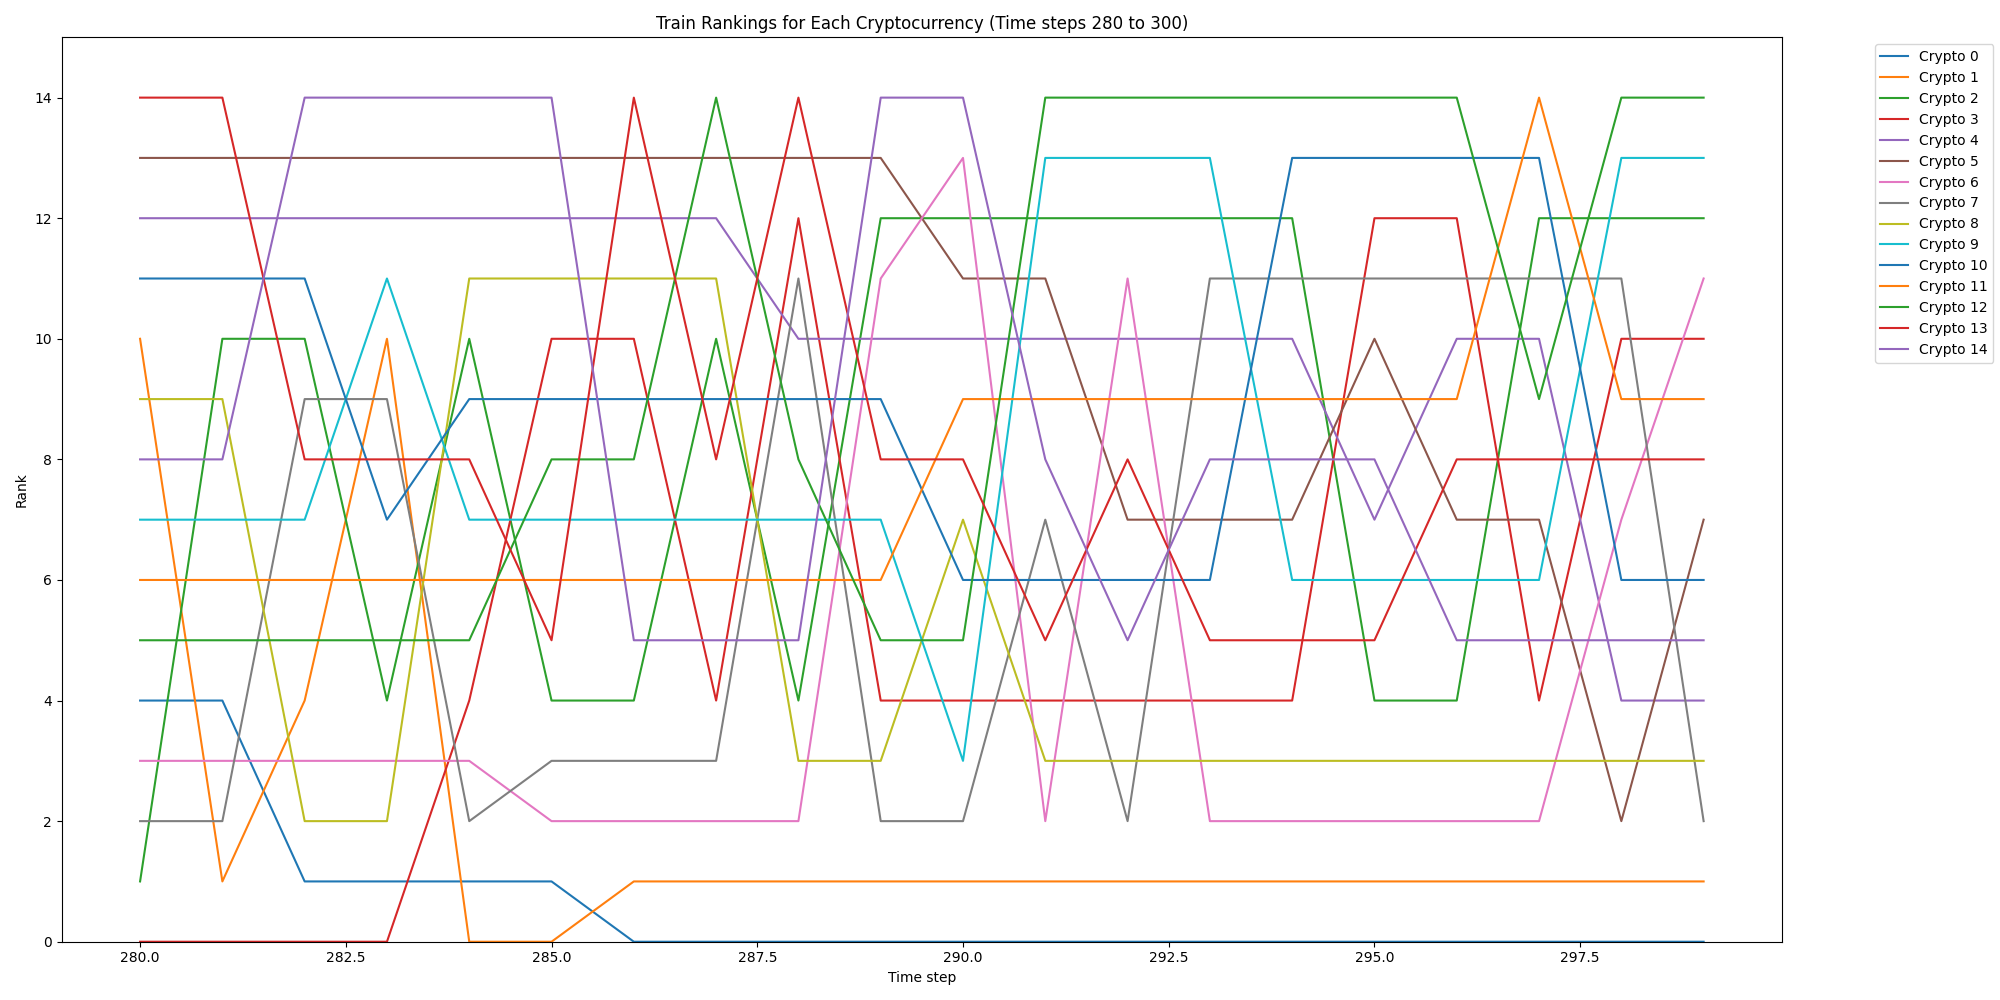 Train Rankings for Each Cryptocurrency (Time steps 280 to 300)
Crypto 0
Crypto 1
Crypto 2
Crypto 3
Crypto 4
Crypto 5
Crypto 6
Crypto 7
Crypto 8
Crypto 9
Crypto 10
Crypto 11
Crypto 12
Crypto 13
Crypto 14
Rank
14
12
10
8
6
4
2
0
280.0 282.5 285.0 287.5 290.0 292.5 295.0 297.5
Time step